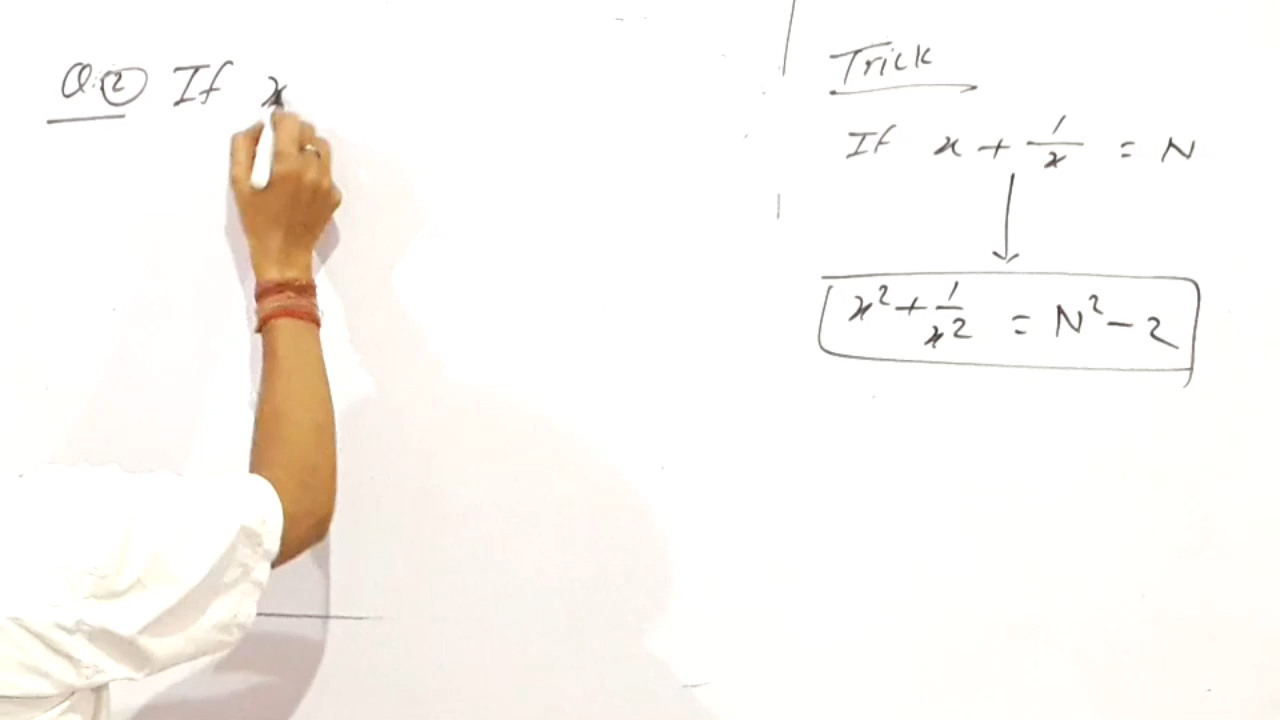 Q.② If x
Trick
If x + 1/x = N
x² + 1/x² = N² - 2